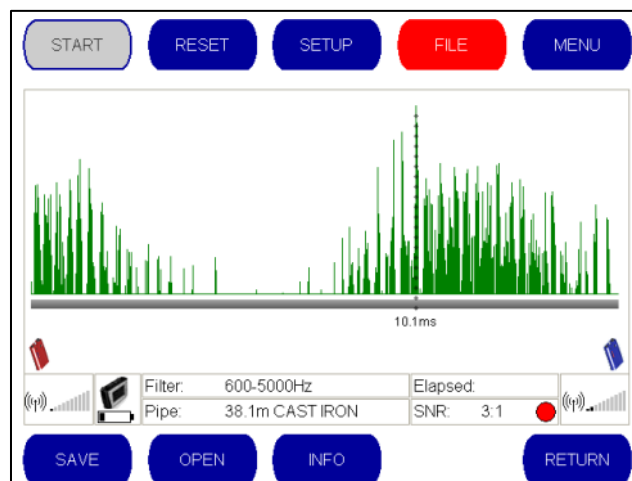 START RESET SETUP FILE MENU
10.1ms
Filter: 600-5000Hz Elapsed:
Pipe: 38.1m CAST IRON SNR: 3:1
SAVE OPEN INFO RETURN